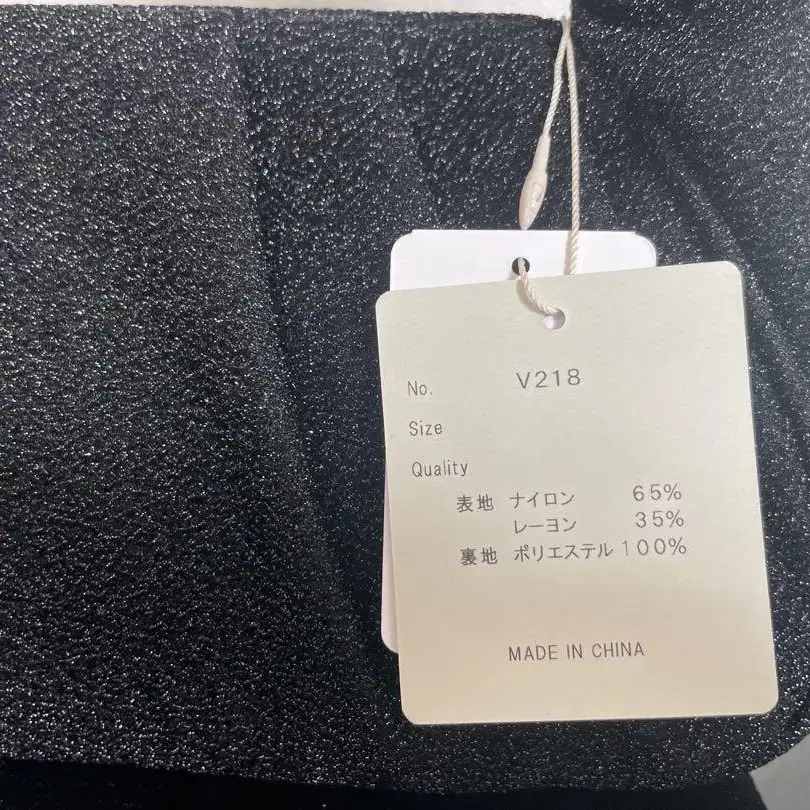 No. V218
Size
Quality
表地 ナイロン 65%
レーヨン 35%
裏地 ポリエステル 100%
MADE IN CHINA